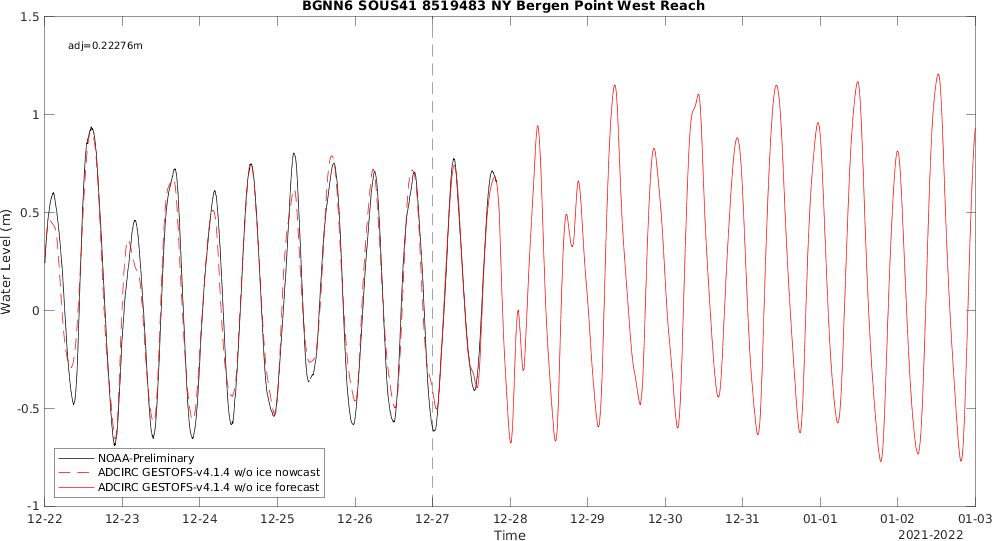 BGNN6 SOUS41 8519483 NY Bergen Point West Reach
adj=0.22276m
1.5
1
0.5
0
-0.5
-1
Water Level (m)
NOAA-Preliminary
ADCIRC GESTOFS-v4.1.4 w/o ice nowcast
ADCIRC GESTOFS-v4.1.4 w/o ice forecast
12-22 12-23 12-24 12-25 12-26 12-27 12-28 12-29 12-30 12-31 01-01 01-02 01-03
Time
2021-2022